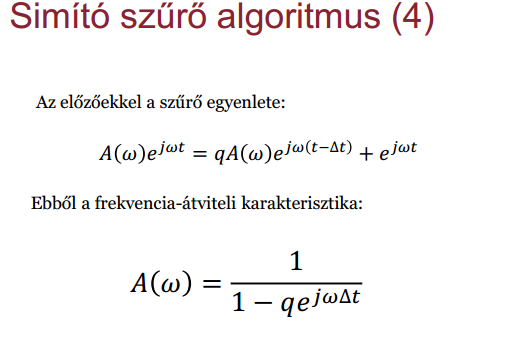 Simító szűrő algoritmus (4)
Az előzőekkel a szűrő egyenlete:
A(ω)e^{jωt} = qA(ω)e^{jω(t−Δt)} + e^{jωt}
Ebből a frekvencia-átviteli karakterisztika:
A(ω) = \frac{1}{1 − qe^{jωΔt}}